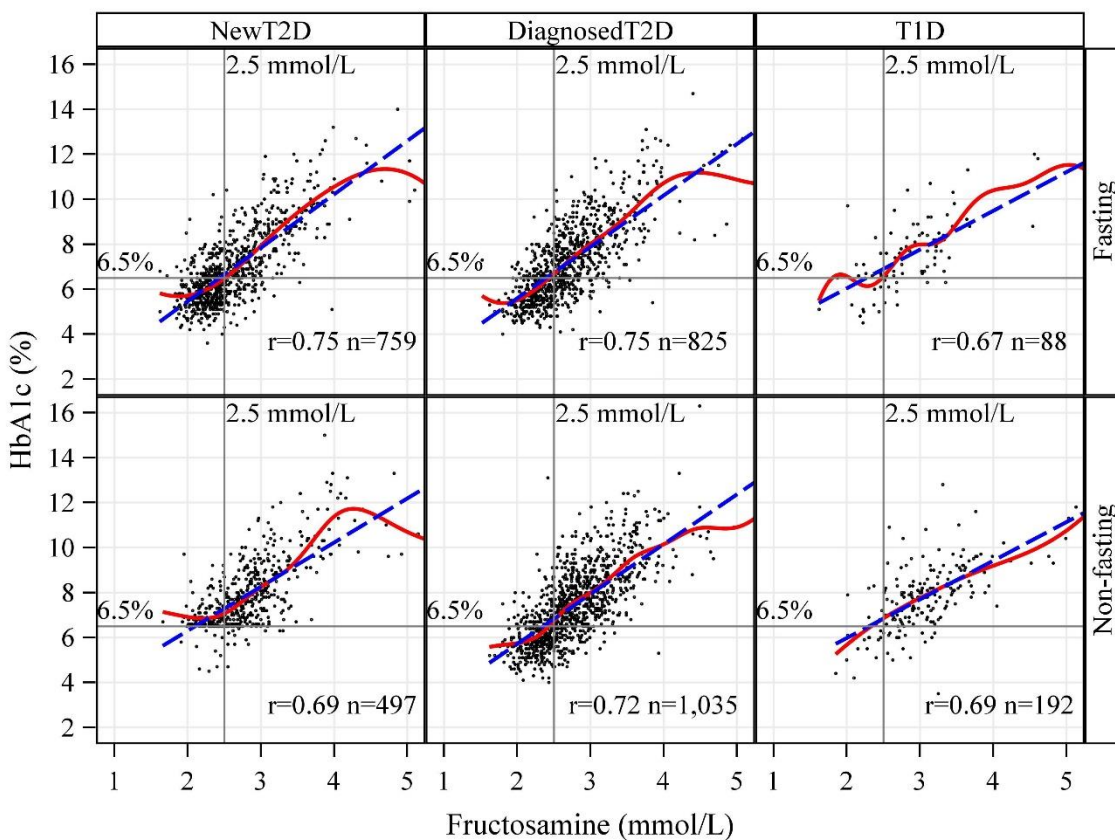 NewT2D DiagnosedT2D T1D
16 2.5 mmol/L 2.5 mmol/L 2.5 mmol/L
14
12
10
8
6.5% 6.5% 6.5%
6
4
r=0.75 n=759 r=0.75 n=825 r=0.67 n=88
2
Fasting
HbA1c (%)
16 2.5 mmol/L 2.5 mmol/L 2.5 mmol/L
14
12
10
8
6.5% 6.5% 6.5%
6
4
r=0.69 n=497 r=0.72 n=1,035 r=0.69 n=192
2
Non-fasting
1 2 3 4 5 1 2 3 4 5 1 2 3 4 5
Fructosamine (mmol/L)